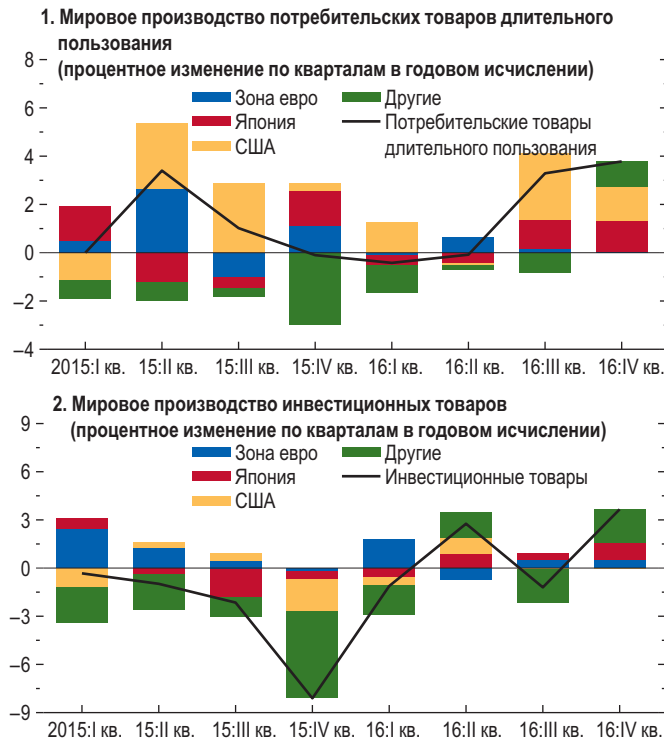 1. Мировое производство потребительских товаров длительного
пользования
(процентное изменение по кварталам в годовом исчислении)
8
6
4
2
0
–2
–4
Зона евро
Япония
США
Другие
Потребительские товары
длительного пользования
2015:I кв. 15:II кв. 15:III кв. 15:IV кв. 16:I кв. 16:II кв. 16:III кв. 16:IV кв.
2. Мировое производство инвестиционных товаров
(процентное изменение по кварталам в годовом исчислении)
9
6
3
0
–3
–6
–9
Зона евро
Япония
США
Другие
Инвестиционные товары
2015:I кв. 15:II кв. 15:III кв. 15:IV кв. 16:I кв. 16:II кв. 16:III кв. 16:IV кв.